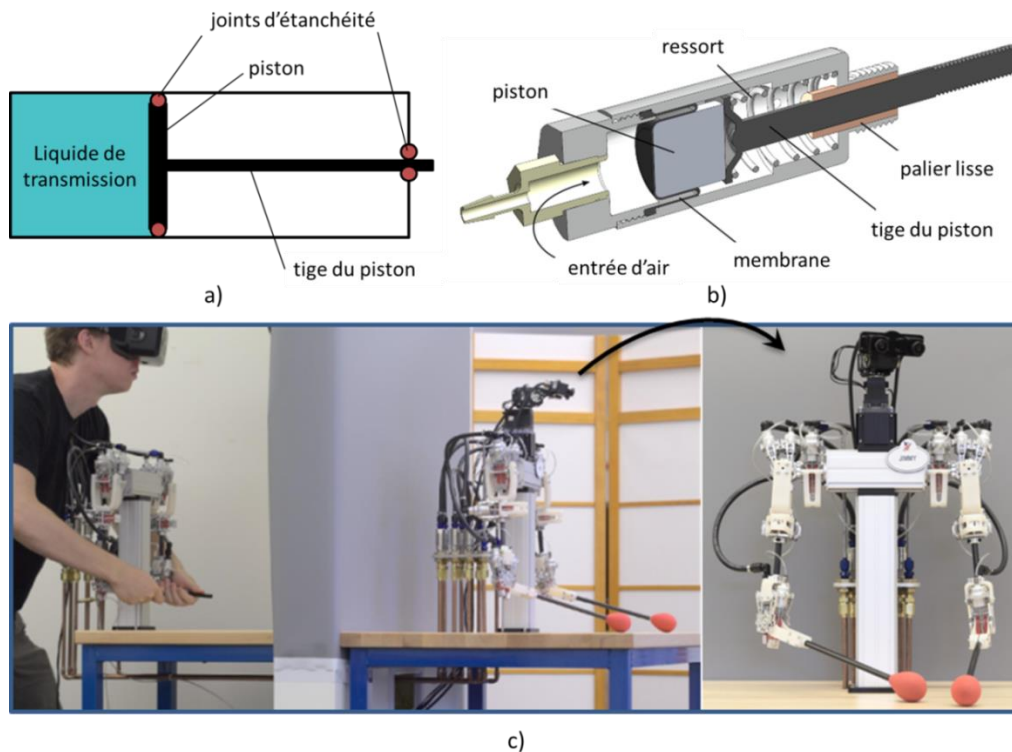 joints d'étanchéité
piston
Liquide de
transmission
tige du piston
a)
ressort
piston
palier lisse
tige du piston
membrane
entrée d'air
b)
c)